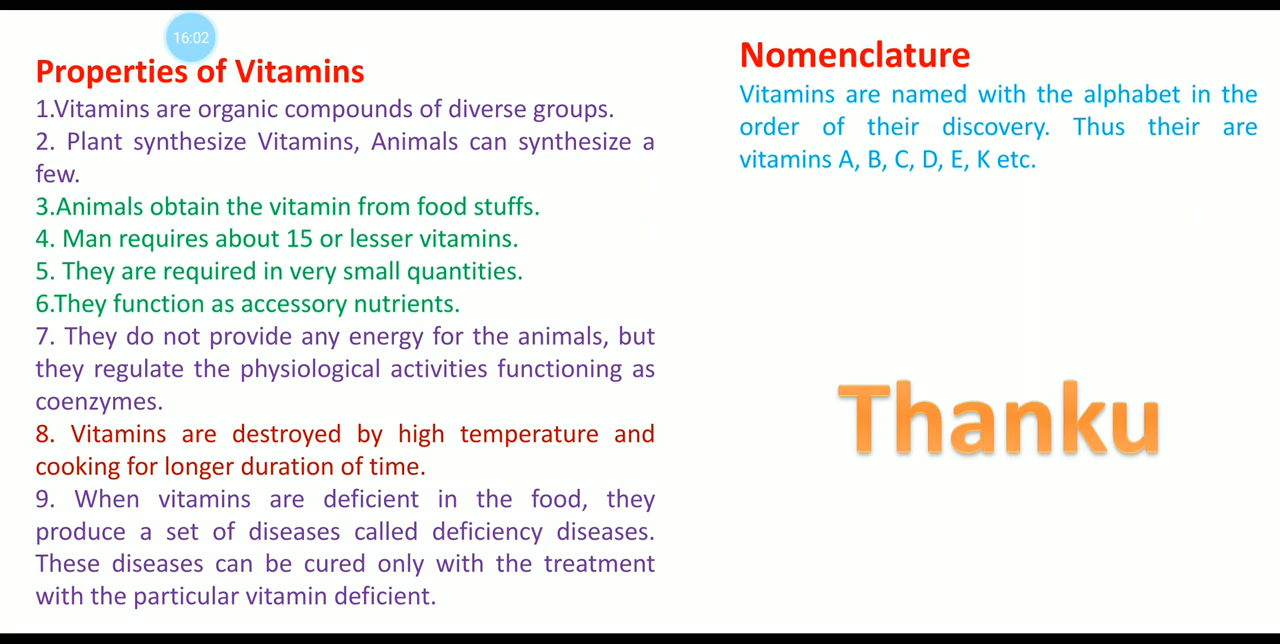 16:02
Properties of Vitamins
1.Vitamins are organic compounds of diverse groups.
2. Plant synthesize Vitamins, Animals can synthesize a
few.
3.Animals obtain the vitamin from food stuffs.
4. Man requires about 15 or lesser vitamins.
5. They are required in very small quantities.
6.They function as accessory nutrients.
7. They do not provide any energy for the animals, but
they regulate the physiological activities functioning as
coenzymes.
8. Vitamins are destroyed by high temperature and
cooking for longer duration of time.
9. When vitamins are deficient in the food, they
produce a set of diseases called deficiency diseases.
These diseases can be cured only with the treatment
with the particular vitamin deficient.
Nomenclature
Vitamins are named with the alphabet in the
order of their discovery. Thus their are
vitamins A, B, C, D, E, K etc.
Thanku